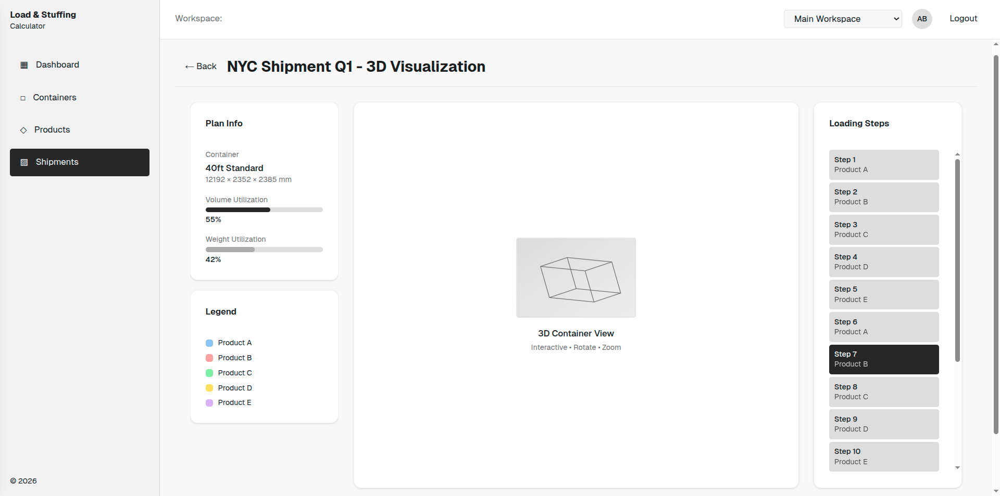 Load & Stuffing
Calculator
Dashboard
Containers
Products
Shipments
© 2026
Workspace:
Main Workspace
AB
Logout
← Back
NYC Shipment Q1 - 3D Visualization
Plan Info
Container
40ft Standard
12192 × 2352 × 2385 mm
Volume Utilization
55%
Weight Utilization
42%
Legend
Product A
Product B
Product C
Product D
Product E
3D Container View
Interactive • Rotate • Zoom
Loading Steps
Step 1
Product A
Step 2
Product B
Step 3
Product C
Step 4
Product D
Step 5
Product E
Step 6
Product A
Step 7
Product B
Step 8
Product C
Step 9
Product D
Step 10
Product E